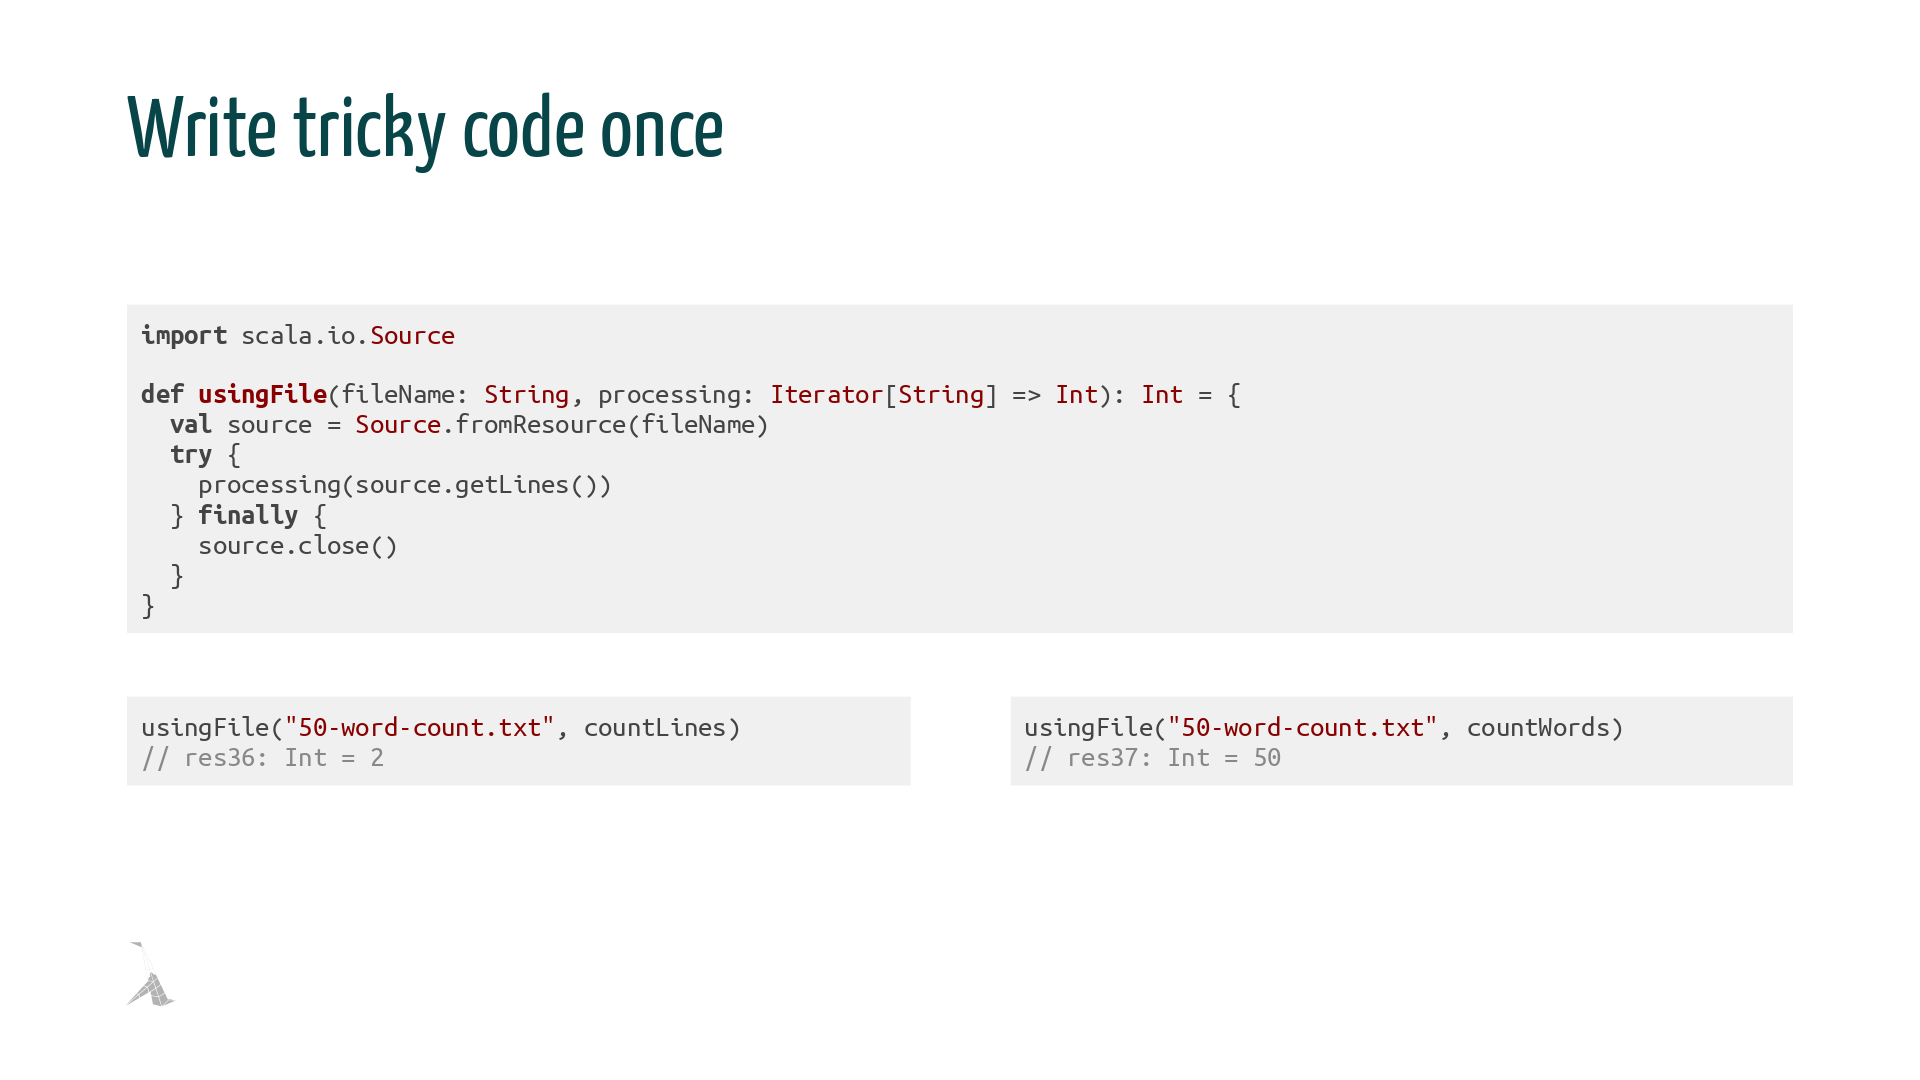 Write tricky code once
import scala.io.Source
def usingFile(fileName: String, processing: Iterator[String] => Int): Int = {
  val source = Source.fromResource(fileName)
  try {
    processing(source.getLines())
  } finally {
    source.close()
  }
}
usingFile("50-word-count.txt", countLines)
// res36: Int = 2
usingFile("50-word-count.txt", countWords)
// res37: Int = 50